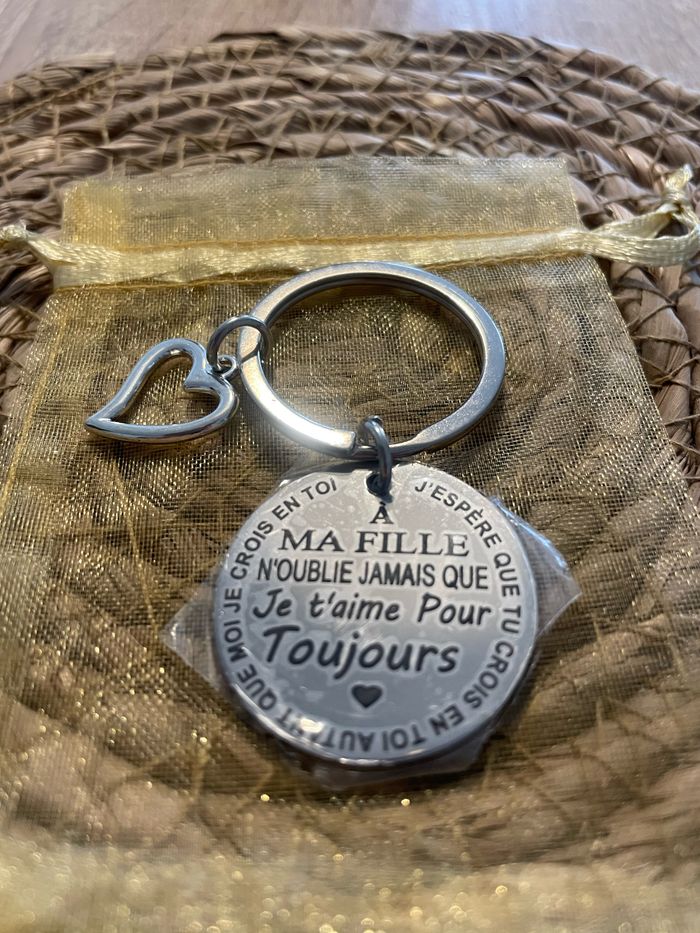 À
MA FILLE
N'OUBLIE JAMAIS QUE
Je t'aime Pour
Toujours
J'ESPÈRE QUE TU CROIS EN TOI AUTANT QUE MOI JE CROIS EN TOI